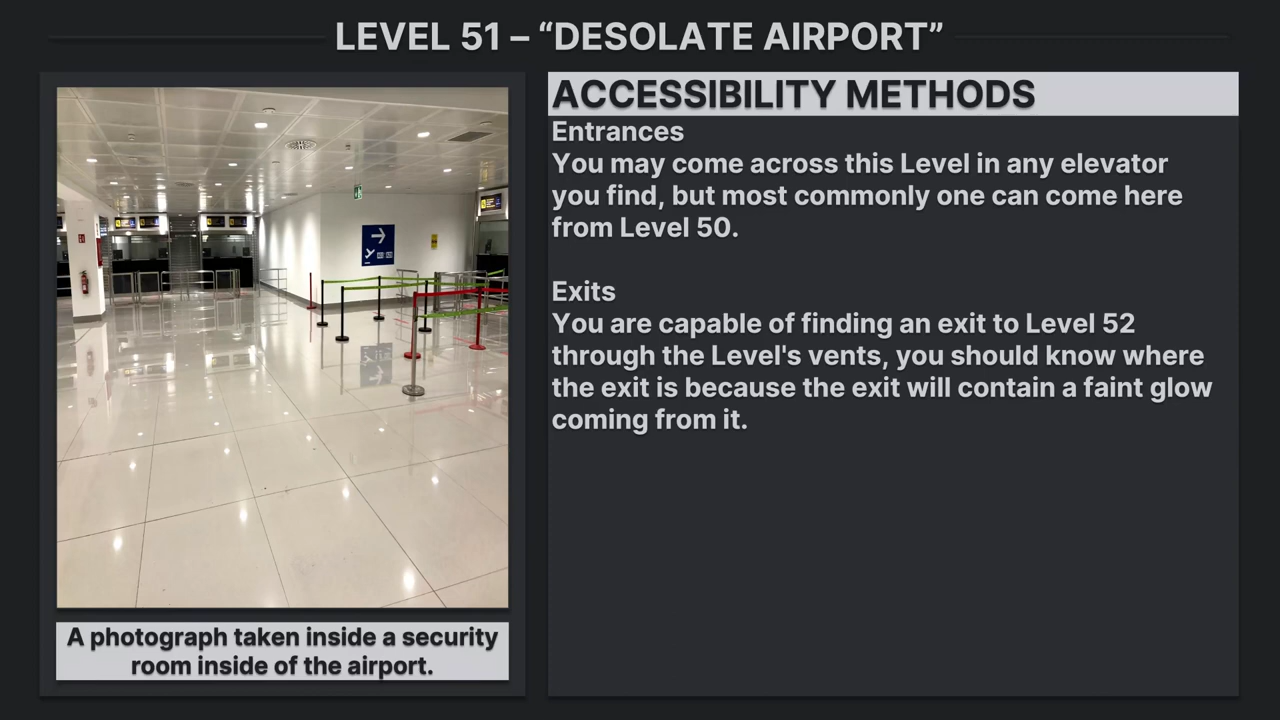 LEVEL 51 – “DESOLATE AIRPORT”
A photograph taken inside a security
room inside of the airport.
ACCESSIBILITY METHODS
Entrances
You may come across this Level in any elevator
you find, but most commonly one can come here
from Level 50.
Exits
You are capable of finding an exit to Level 52
through the Level's vents, you should know where
the exit is because the exit will contain a faint glow
coming from it.